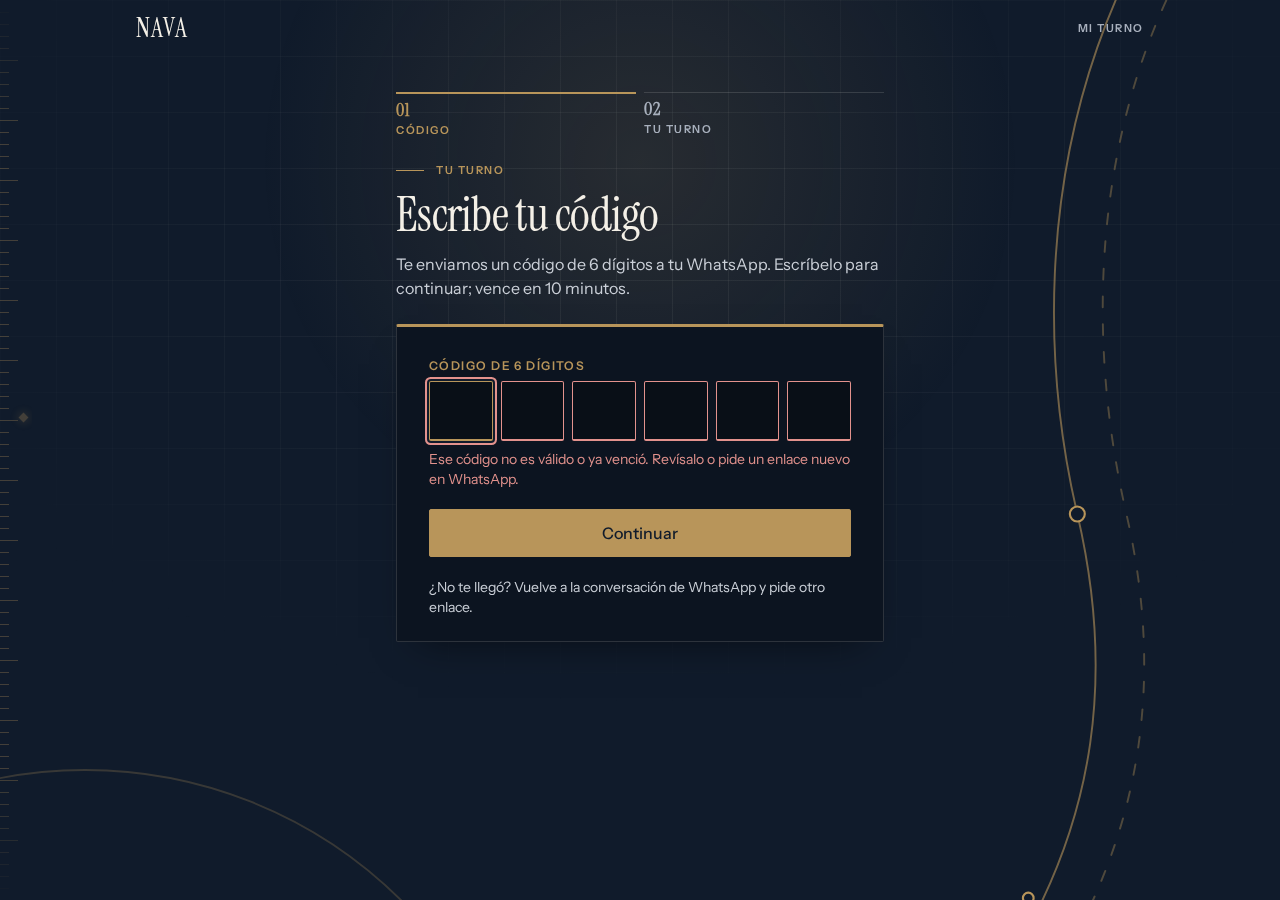 NAVA
MI TURNO
01
CÓDIGO
02
TU TURNO
TU TURNO
Escribe tu código
Te enviamos un código de 6 dígitos a tu WhatsApp. Escríbelo para
continuar; vence en 10 minutos.
CÓDIGO DE 6 DÍGITOS
Ese código no es válido o ya venció. Revísalo o pide un enlace nuevo
en WhatsApp.
Continuar
¿No te llegó? Vuelve a la conversación de WhatsApp y pide otro
enlace.